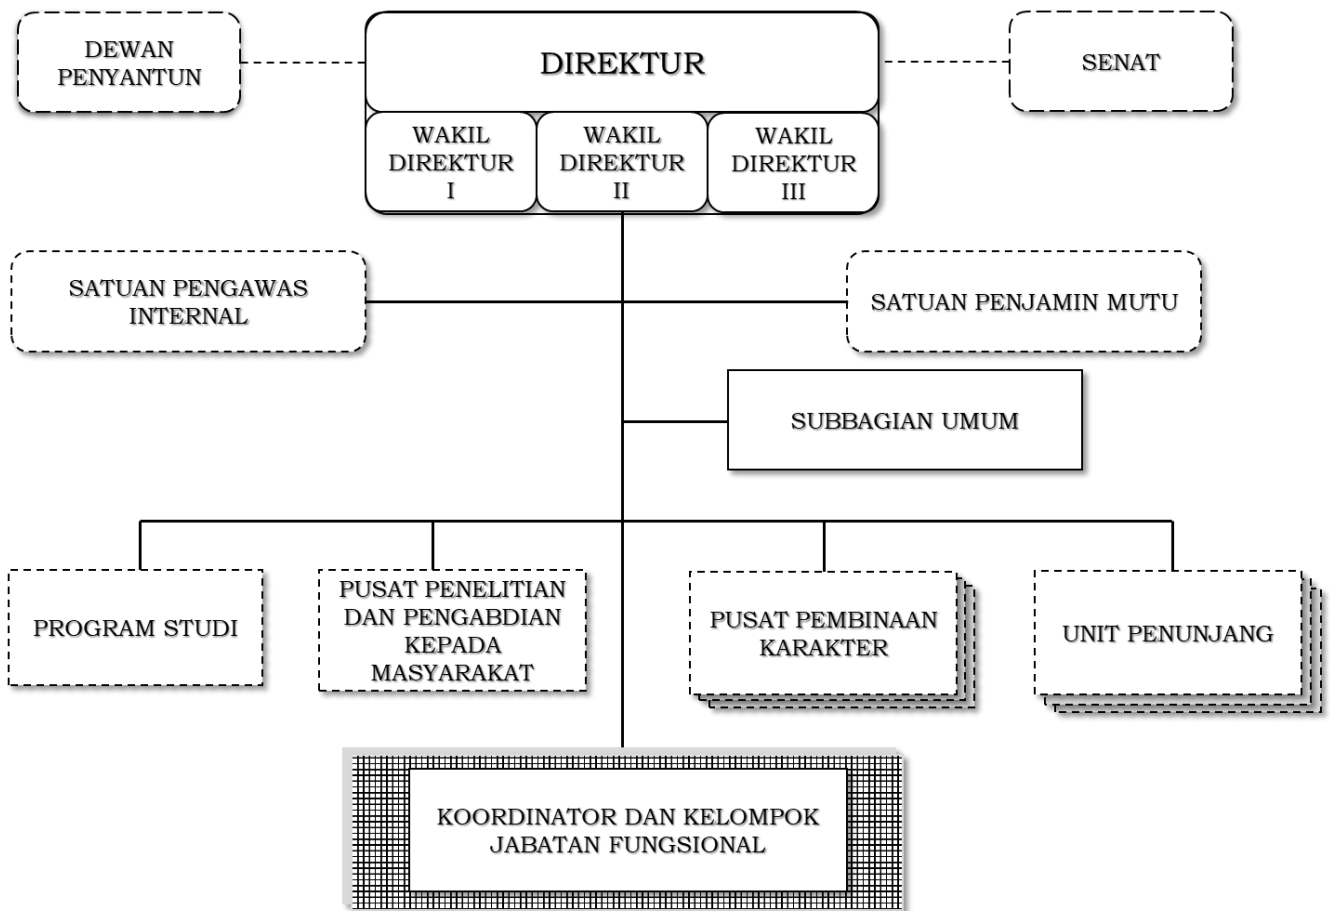 DEWAN
PENYANTUN
DIREKTUR
SENAT
WAKIL
DIREKTUR
I
WAKIL
DIREKTUR
II
WAKIL
DIREKTUR
III
SATUAN PENGAWAS
INTERNAL
SATUAN PENJAMIN MUTU
SUBBAGIAN UMUM
PROGRAM STUDI
PUSAT PENELITIAN
DAN PENGABDIAN
KEPADA
MASYARAKAT
PUSAT PEMBINAAN
KARAKTER
UNIT PENUNJANG
KOORDINATOR DAN KELOMPOK
JABATAN FUNGSIONAL